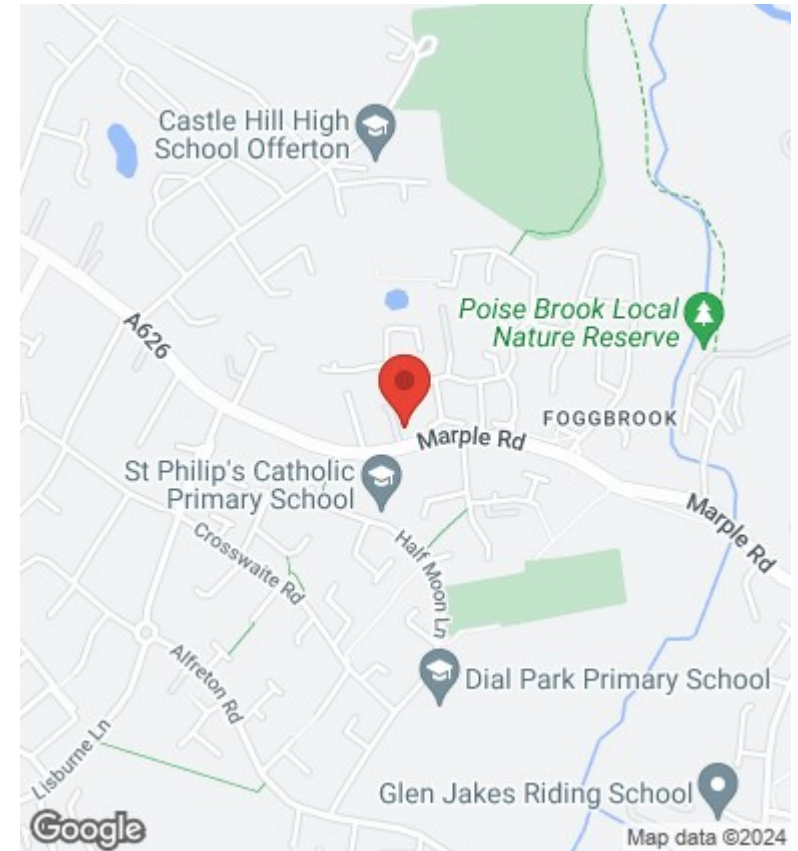 Castle Hill High
School Offerton
Poise Brook Local
Nature Reserve
A626
FOGGBROOK
Marple Rd
St Philip's Catholic
Primary School
Marple Rd
Crosswaite Rd
Half Moon Ln
Alfreton Rd
Dial Park Primary School
Lisburne Ln
Glen Jakes Riding School
Google
Map data ©2024